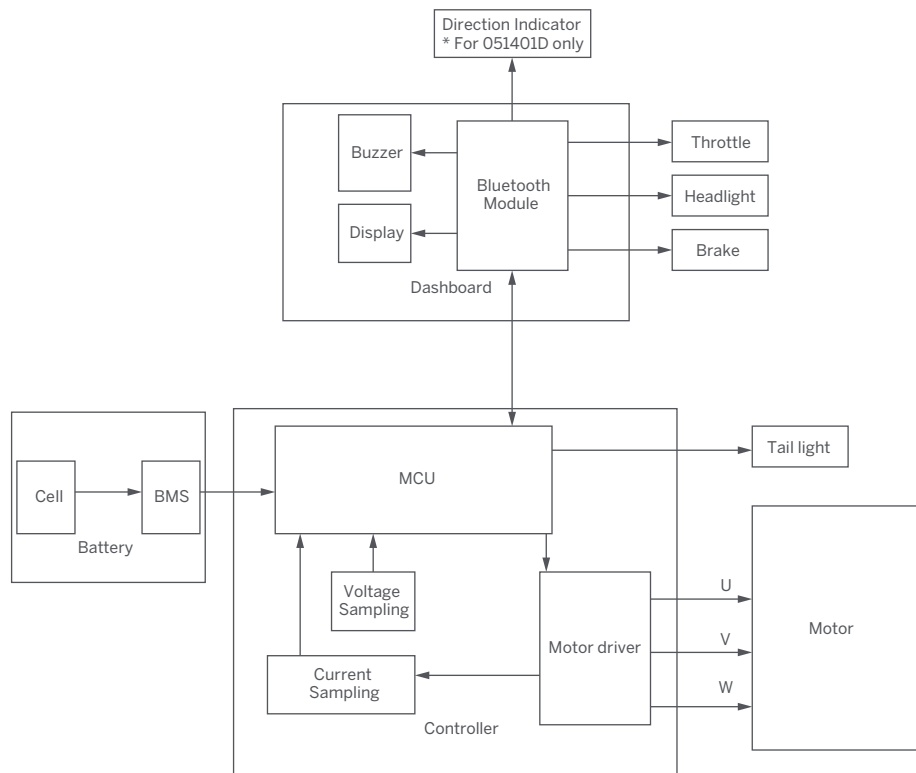 Direction Indicator
* For 051401D only
Buzzer
Bluetooth
Module
Display
Throttle
Headlight
Brake
Dashboard
MCU
Tail light
Cell
BMS
Battery
Voltage
Sampling
Motor driver
Current
Sampling
Controller
U
V
W
Motor